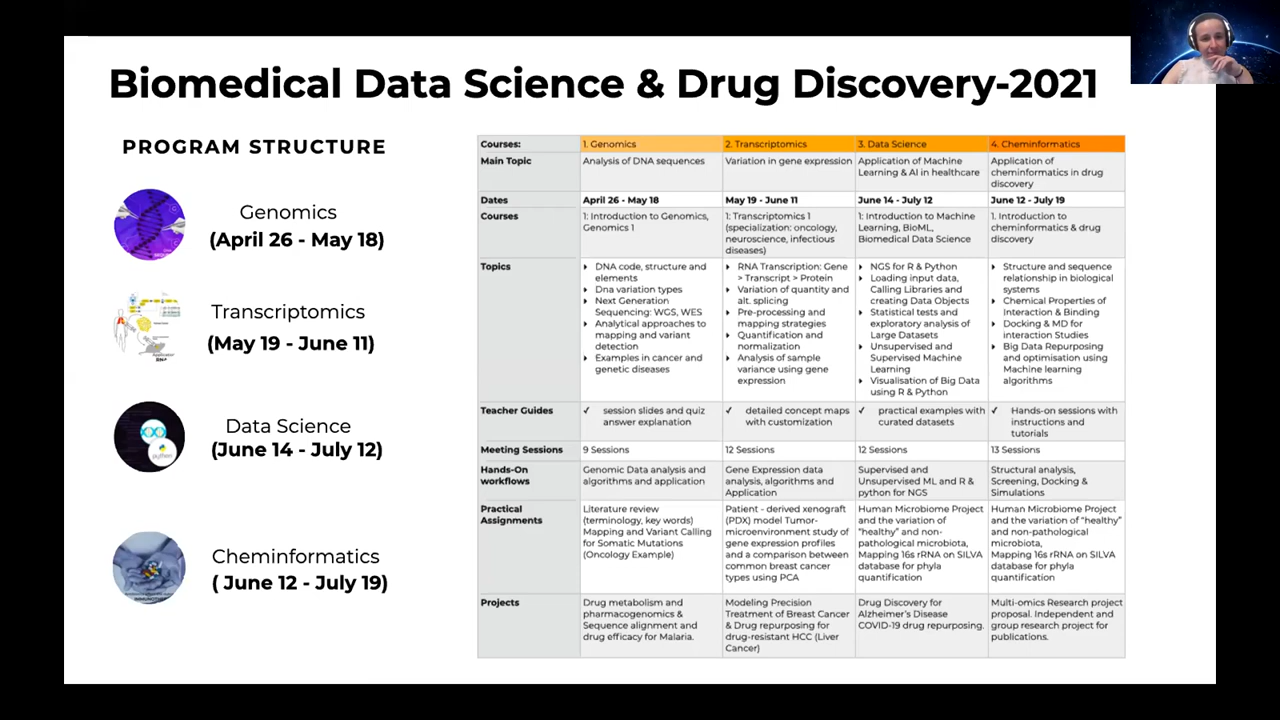 Biomedical Data Science & Drug Discovery-2021
PROGRAM STRUCTURE
Genomics
(April 26 - May 18)
Transcriptomics
(May 19 - June 11)
Data Science
(June 14 - July 12)
python
Cheminformatics
( June 12 - July 19)
Courses:
1. Genomics
2. Transcriptomics
3. Data Science
4. Cheminformatics
Main Topic
Analysis of DNA sequences
Variation in gene expression
Application of Machine
Learning & AI in healthcare
Application of
cheminformatics in drug
discovery
Dates
April 26 - May 18
May 19 - June 11
June 14 - July 12
June 12 - July 19
Courses
1: Introduction to Genomics,
Genomics 1
1: Transcriptomics 1
(specialization: oncology,
neuroscience, infectious
diseases)
1: Introduction to Machine
Learning, BioML,
Biomedical Data Science
1. Introduction to
cheminformatics & drug
discovery
Topics
DNA code, structure and
elements
Dna variation types
Next Generation
Sequencing: WGS, WES
Analytical approaches to
mapping and variant
detection
Examples in cancer and
genetic diseases
RNA Transcription: Gene
> Transcript > Protein
Variation of quantity and
alt. splicing
Pre-processing and
mapping strategies
Quantification and
normalization
Analysis of sample
variance using gene
expression
NGS for R & Python
Loading input data,
Calling Libraries and
creating Data Objects
Statistical tests and
exploratory analysis of
Large Datasets
Unsupervised and
Supervised Machine
Learning
Visualisation of Big Data
using R & Python
Structure and sequence
relationship in biological
systems
Chemical Properties of
Interaction & Binding
Docking & MD for
interaction Studies
Big Data Repurposing
and optimisation using
Machine learning
algorithms
Teacher Guides
✓ session slides and quiz
answer explanation
✓ detailed concept maps
with customization
✓ practical examples with
curated datasets
✓ Hands-on sessions with
instructions and
tutorials
Meeting Sessions
9 Sessions
12 Sessions
12 Sessions
13 Sessions
Hands-On
workflows
Genomic Data analysis and
algorithms and application
Gene Expression data
analysis, algorithms and
Application
Supervised and
Unsupervised ML and R &
python for NGS
Structural analysis,
Screening, Docking &
Simulations
Practical
Assignments
Literature review
(terminology, key words)
Mapping and Variant Calling
for Somatic Mutations
(Oncology Example)
Patient - derived xenograft
(PDX) model Tumor-
microenvironment study of
gene expression profiles
and a comparison between
common breast cancer
types using PCA
Human Microbiome Project
and the variation of
"healthy" and non-
pathological microbiota,
Mapping 16s rRNA on SILVA
database for phyla
quantification
Human Microbiome Project
and the variation of "healthy"
and non-pathological
microbiota,
Mapping 16s rRNA on SILVA
database for phyla
quantification
Projects
Drug metabolism and
pharmacogenomics &
Sequence alignment and
drug efficacy for Malaria.
Modeling Precision
Treatment of Breast Cancer
& Drug repurposing for
drug-resistant HCC (Liver
Cancer)
Drug Discovery for
Alzheimer's Disease
COVID-19 drug repurposing.
Multi-omics Research project
proposal. Independent and
group research project for
publications.